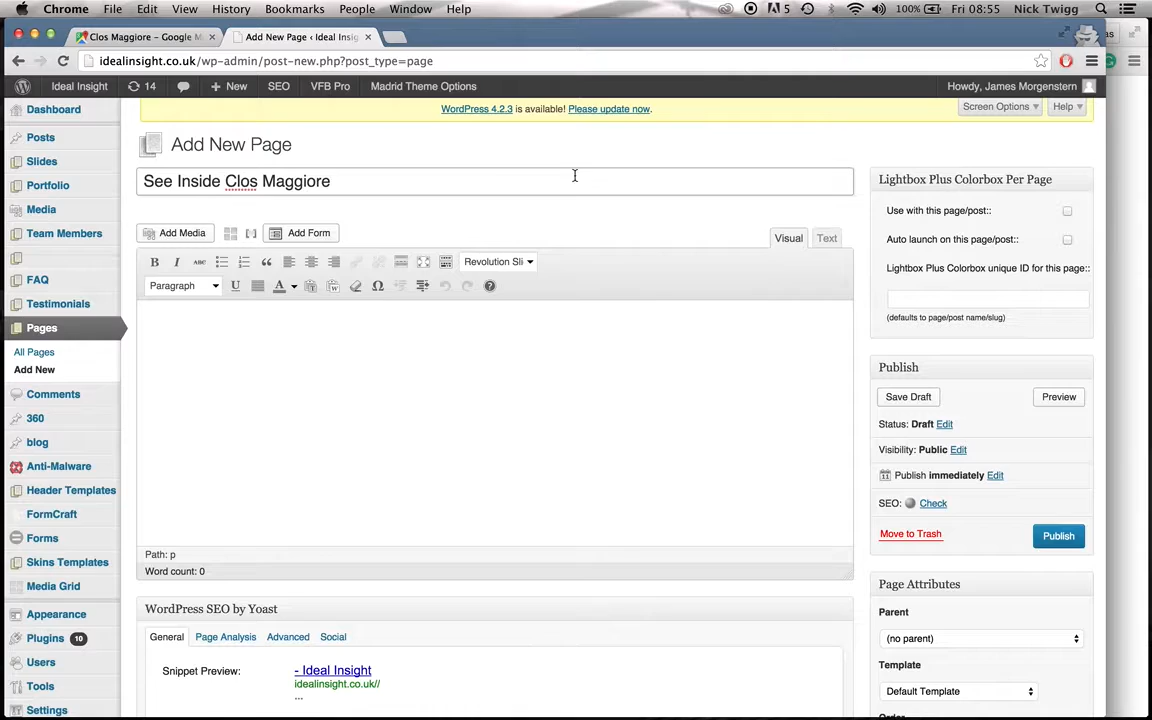 Chrome File Edit View History Bookmarks People Window Help 5 100% Fri 08:55 Nick Twigg
Clos Maggiore – Google M × Add New Page ‹ Ideal Insig ×
idealinsight.co.uk/wp-admin/post-new.php?post_type=page
Ideal Insight 14 + New SEO VFB Pro Madrid Theme Options Howdy, James Morgenstern
WordPress 4.2.3 is available! Please update now.
Screen Options Help
Dashboard
Posts
Slides
Portfolio
Media
Team Members
FAQ
Testimonials
Pages
All Pages
Add New
Comments
360
blog
Anti-Malware
Header Templates
FormCraft
Forms
Skins Templates
Media Grid
Appearance
Plugins 10
Users
Tools
Settings
Add New Page
See Inside Clos Maggiore
Add Media Add Form
Visual Text
B I ABC Revolution Sli
Paragraph U A Ω ?
Path: p
Word count: 0
WordPress SEO by Yoast
General Page Analysis Advanced Social
Snippet Preview: - Ideal Insight
idealinsight.co.uk//
...
Lightbox Plus Colorbox Per Page
Use with this page/post::
Auto launch on this page/post::
Lightbox Plus Colorbox unique ID for this page::
(defaults to page/post name/slug)
Publish
Save Draft Preview
Status: Draft Edit
Visibility: Public Edit
Publish immediately Edit
SEO: Check
Move to Trash Publish
Page Attributes
Parent
(no parent)
Template
Default Template